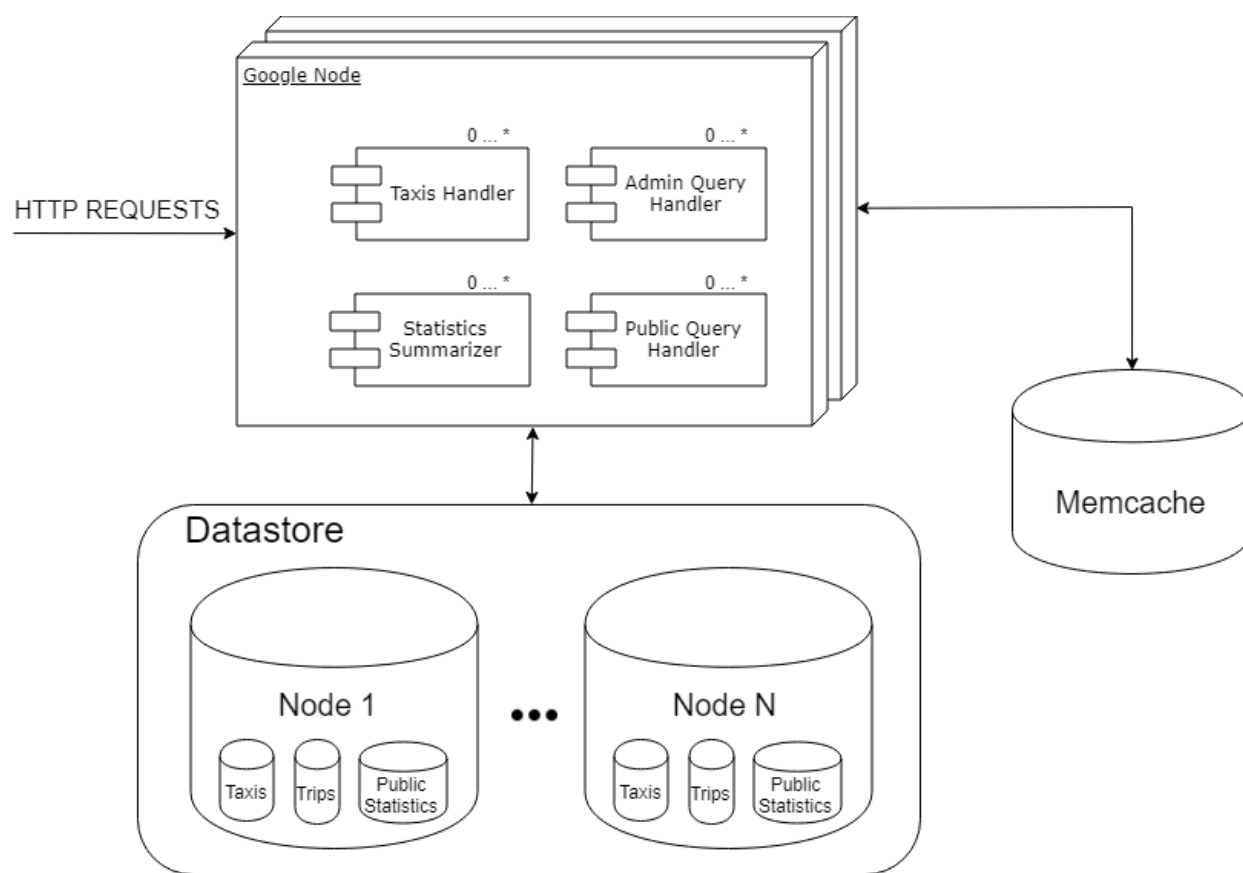 Google Node
0 ... *
0 ... *
Taxis Handler
Admin Query
Handler
HTTP REQUESTS
0 ... *
0 ... *
Statistics
Summarizer
Public Query
Handler
Memcache
Datastore
Node 1
Node N
Taxis
Trips
Public
Statistics
Taxis
Trips
Public
Statistics